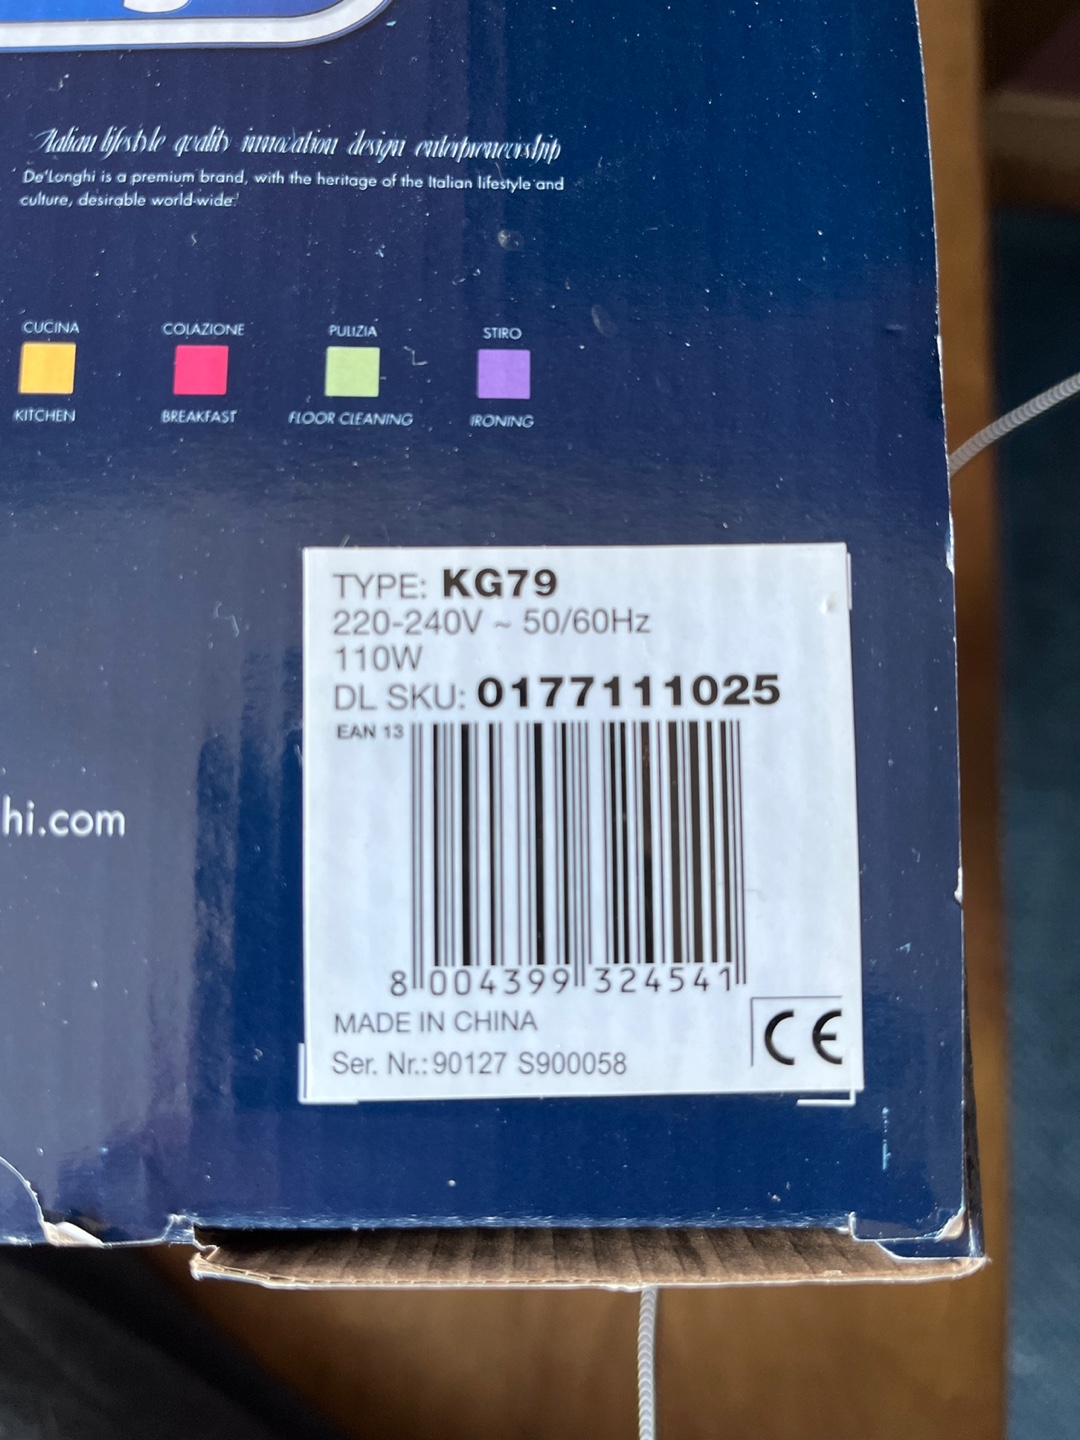 Italian lifestyle quality innovation design entrepreneurship
De'Longhi is a premium brand, with the heritage of the Italian lifestyle and
culture, desirable world-wide.
CUCINA COLAZIONE PULIZIA STIRO
KITCHEN BREAKFAST FLOOR CLEANING IRONING
TYPE: KG79
220-240V ~ 50/60Hz
110W
DL SKU: 0177111025
EAN 13
hi.com
8 004399 324541
MADE IN CHINA
CE
Ser. Nr.: 90127 S900058